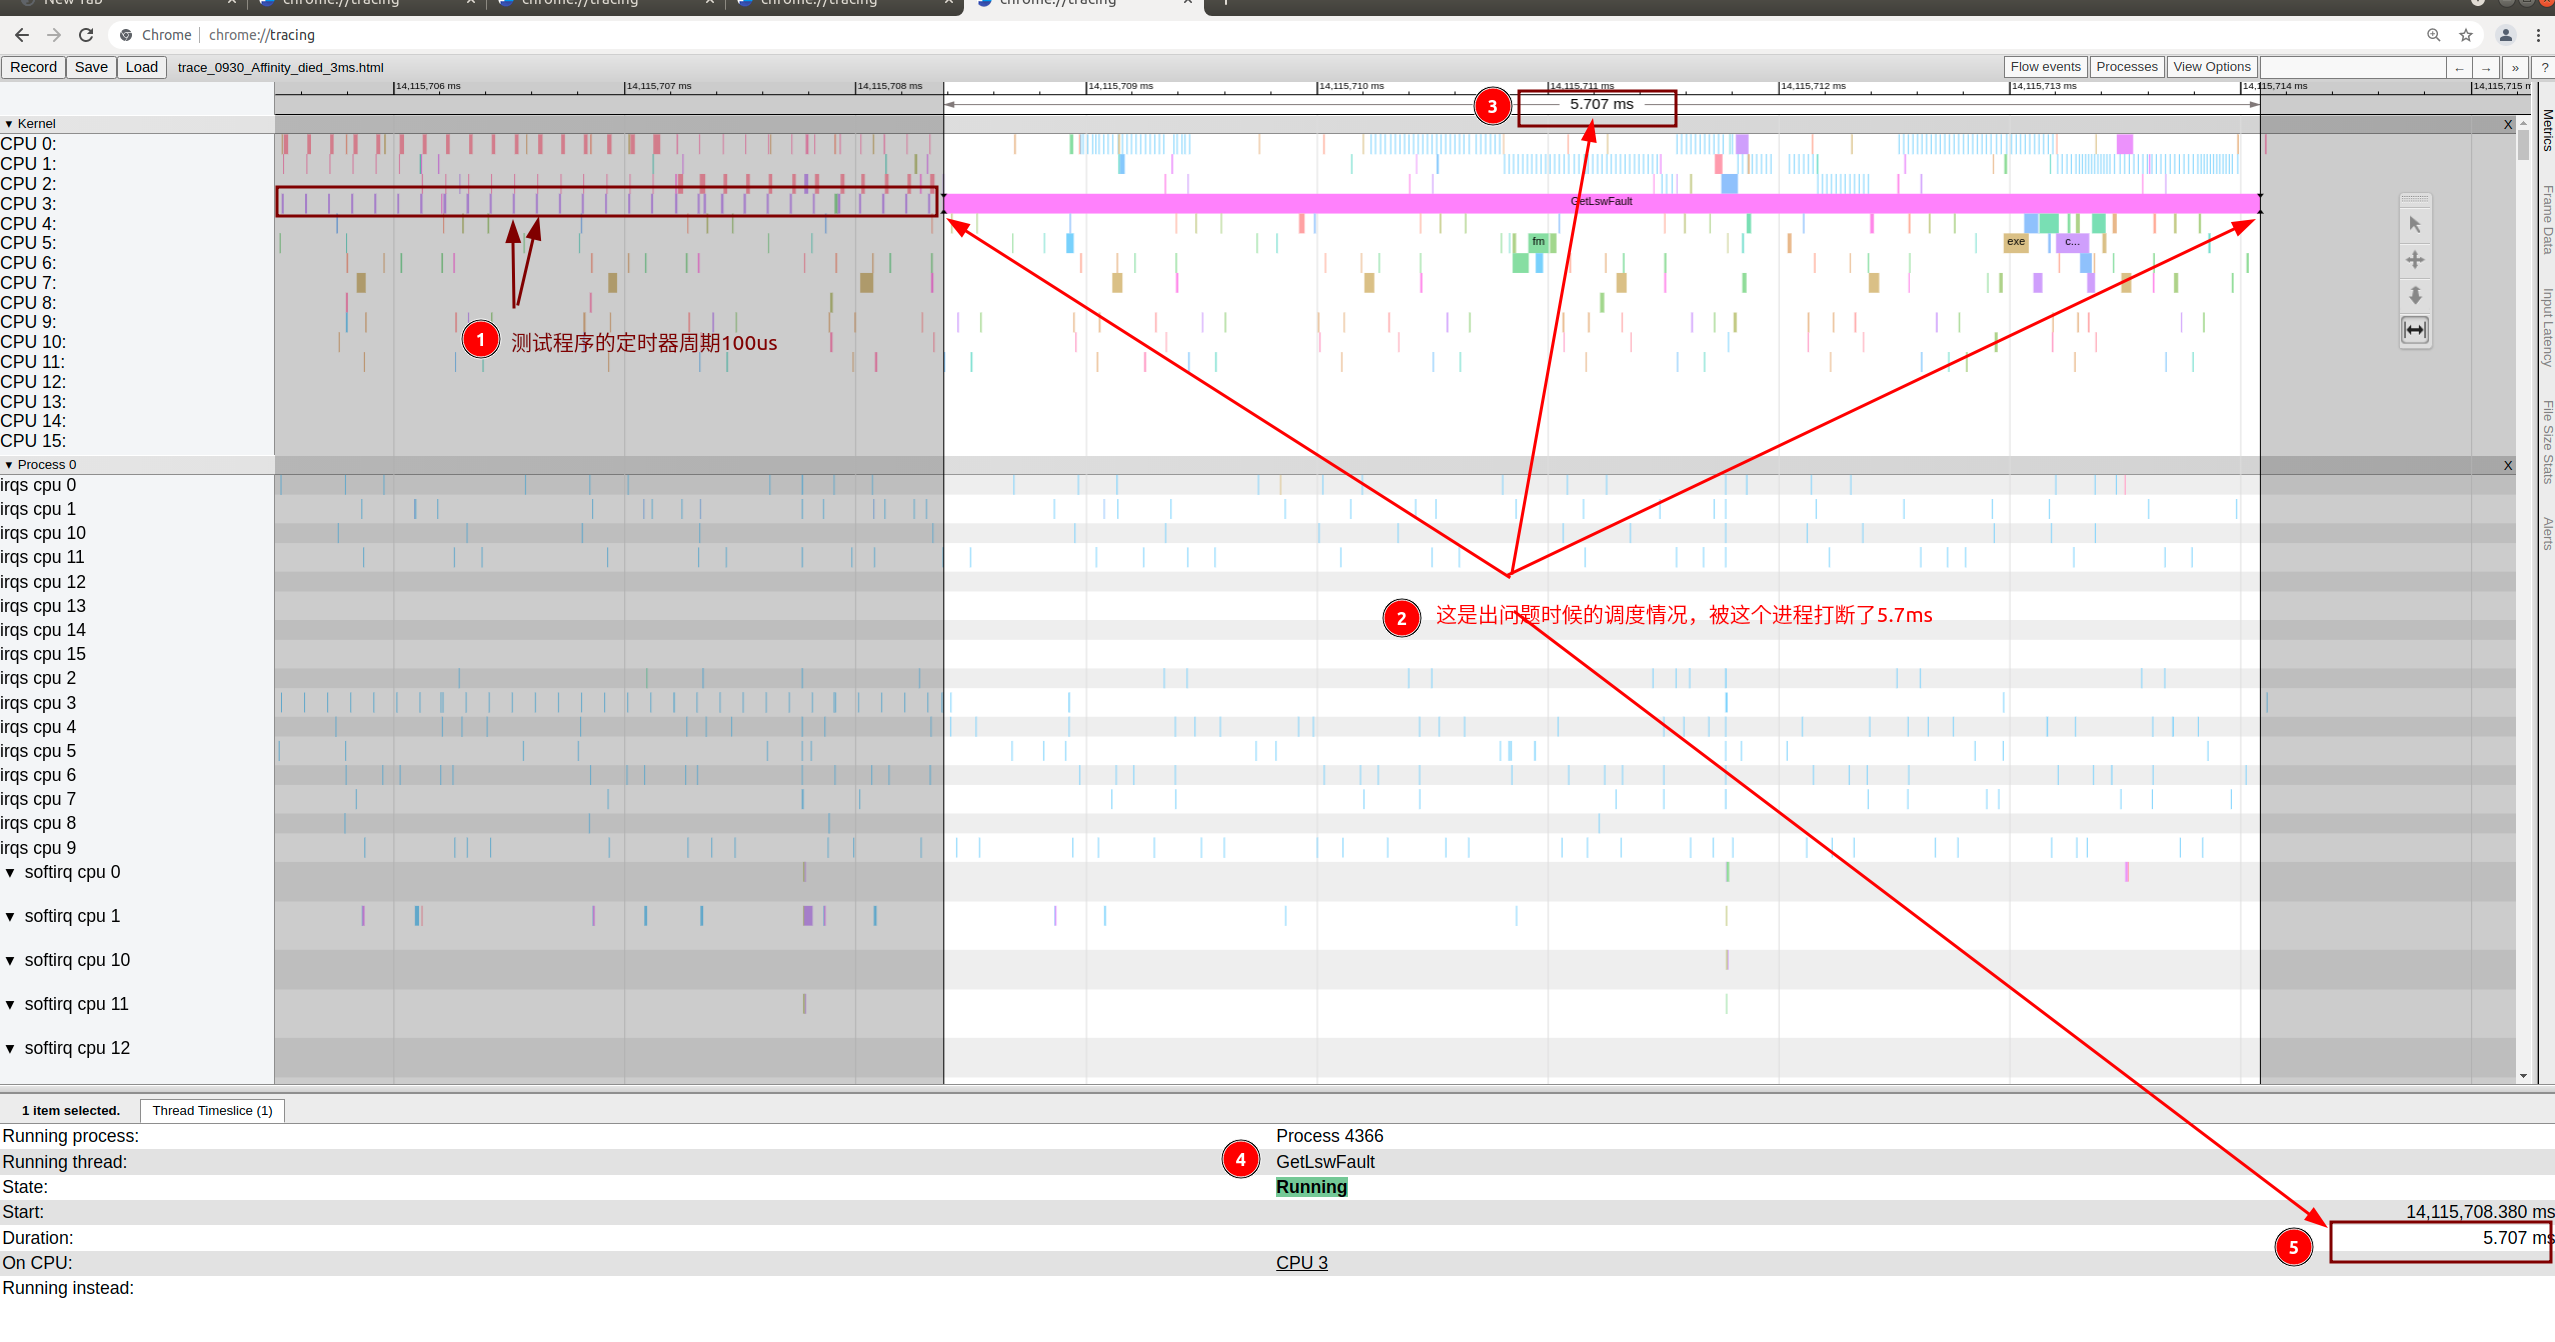 New Tab
chrome://tracing
chrome://tracing
chrome://tracing
chrome://tracing
Chrome | chrome://tracing
Record Save Load trace_0930_Affinity_died_3ms.html
Flow events Processes View Options ← → » ?
14,115,706 ms 14,115,707 ms 14,115,708 ms 14,115,709 ms 14,115,710 ms 14,115,711 ms 14,115,712 ms 14,115,713 ms 14,115,714 ms 14,115,715 m
3 5.707 ms
▼ Kernel X
CPU 0:
CPU 1:
CPU 2:
CPU 3: GetLswFault
CPU 4:
CPU 5: fm exe c...
CPU 6:
CPU 7:
CPU 8:
CPU 9:
CPU 10:
1 测试程序的定时器周期100us
CPU 11:
CPU 12:
CPU 13:
CPU 14:
CPU 15:
▼ Process 0 X
irqs cpu 0
irqs cpu 1
irqs cpu 10
irqs cpu 11
irqs cpu 12
irqs cpu 13
2 这是出问题时候的调度情况，被这个进程打断了5.7ms
irqs cpu 14
irqs cpu 15
irqs cpu 2
irqs cpu 3
irqs cpu 4
irqs cpu 5
irqs cpu 6
irqs cpu 7
irqs cpu 8
irqs cpu 9
▼ softirq cpu 0
▼ softirq cpu 1
▼ softirq cpu 10
▼ softirq cpu 11
▼ softirq cpu 12
Metrics
Frame Data
Input Latency
File Size Stats
Alerts
1 item selected. Thread Timeslice (1)
Running process: Process 4366
Running thread: 4 GetLswFault
State: Running
Start: 14,115,708.380 ms
Duration: 5 5.707 ms
On CPU: CPU 3
Running instead: